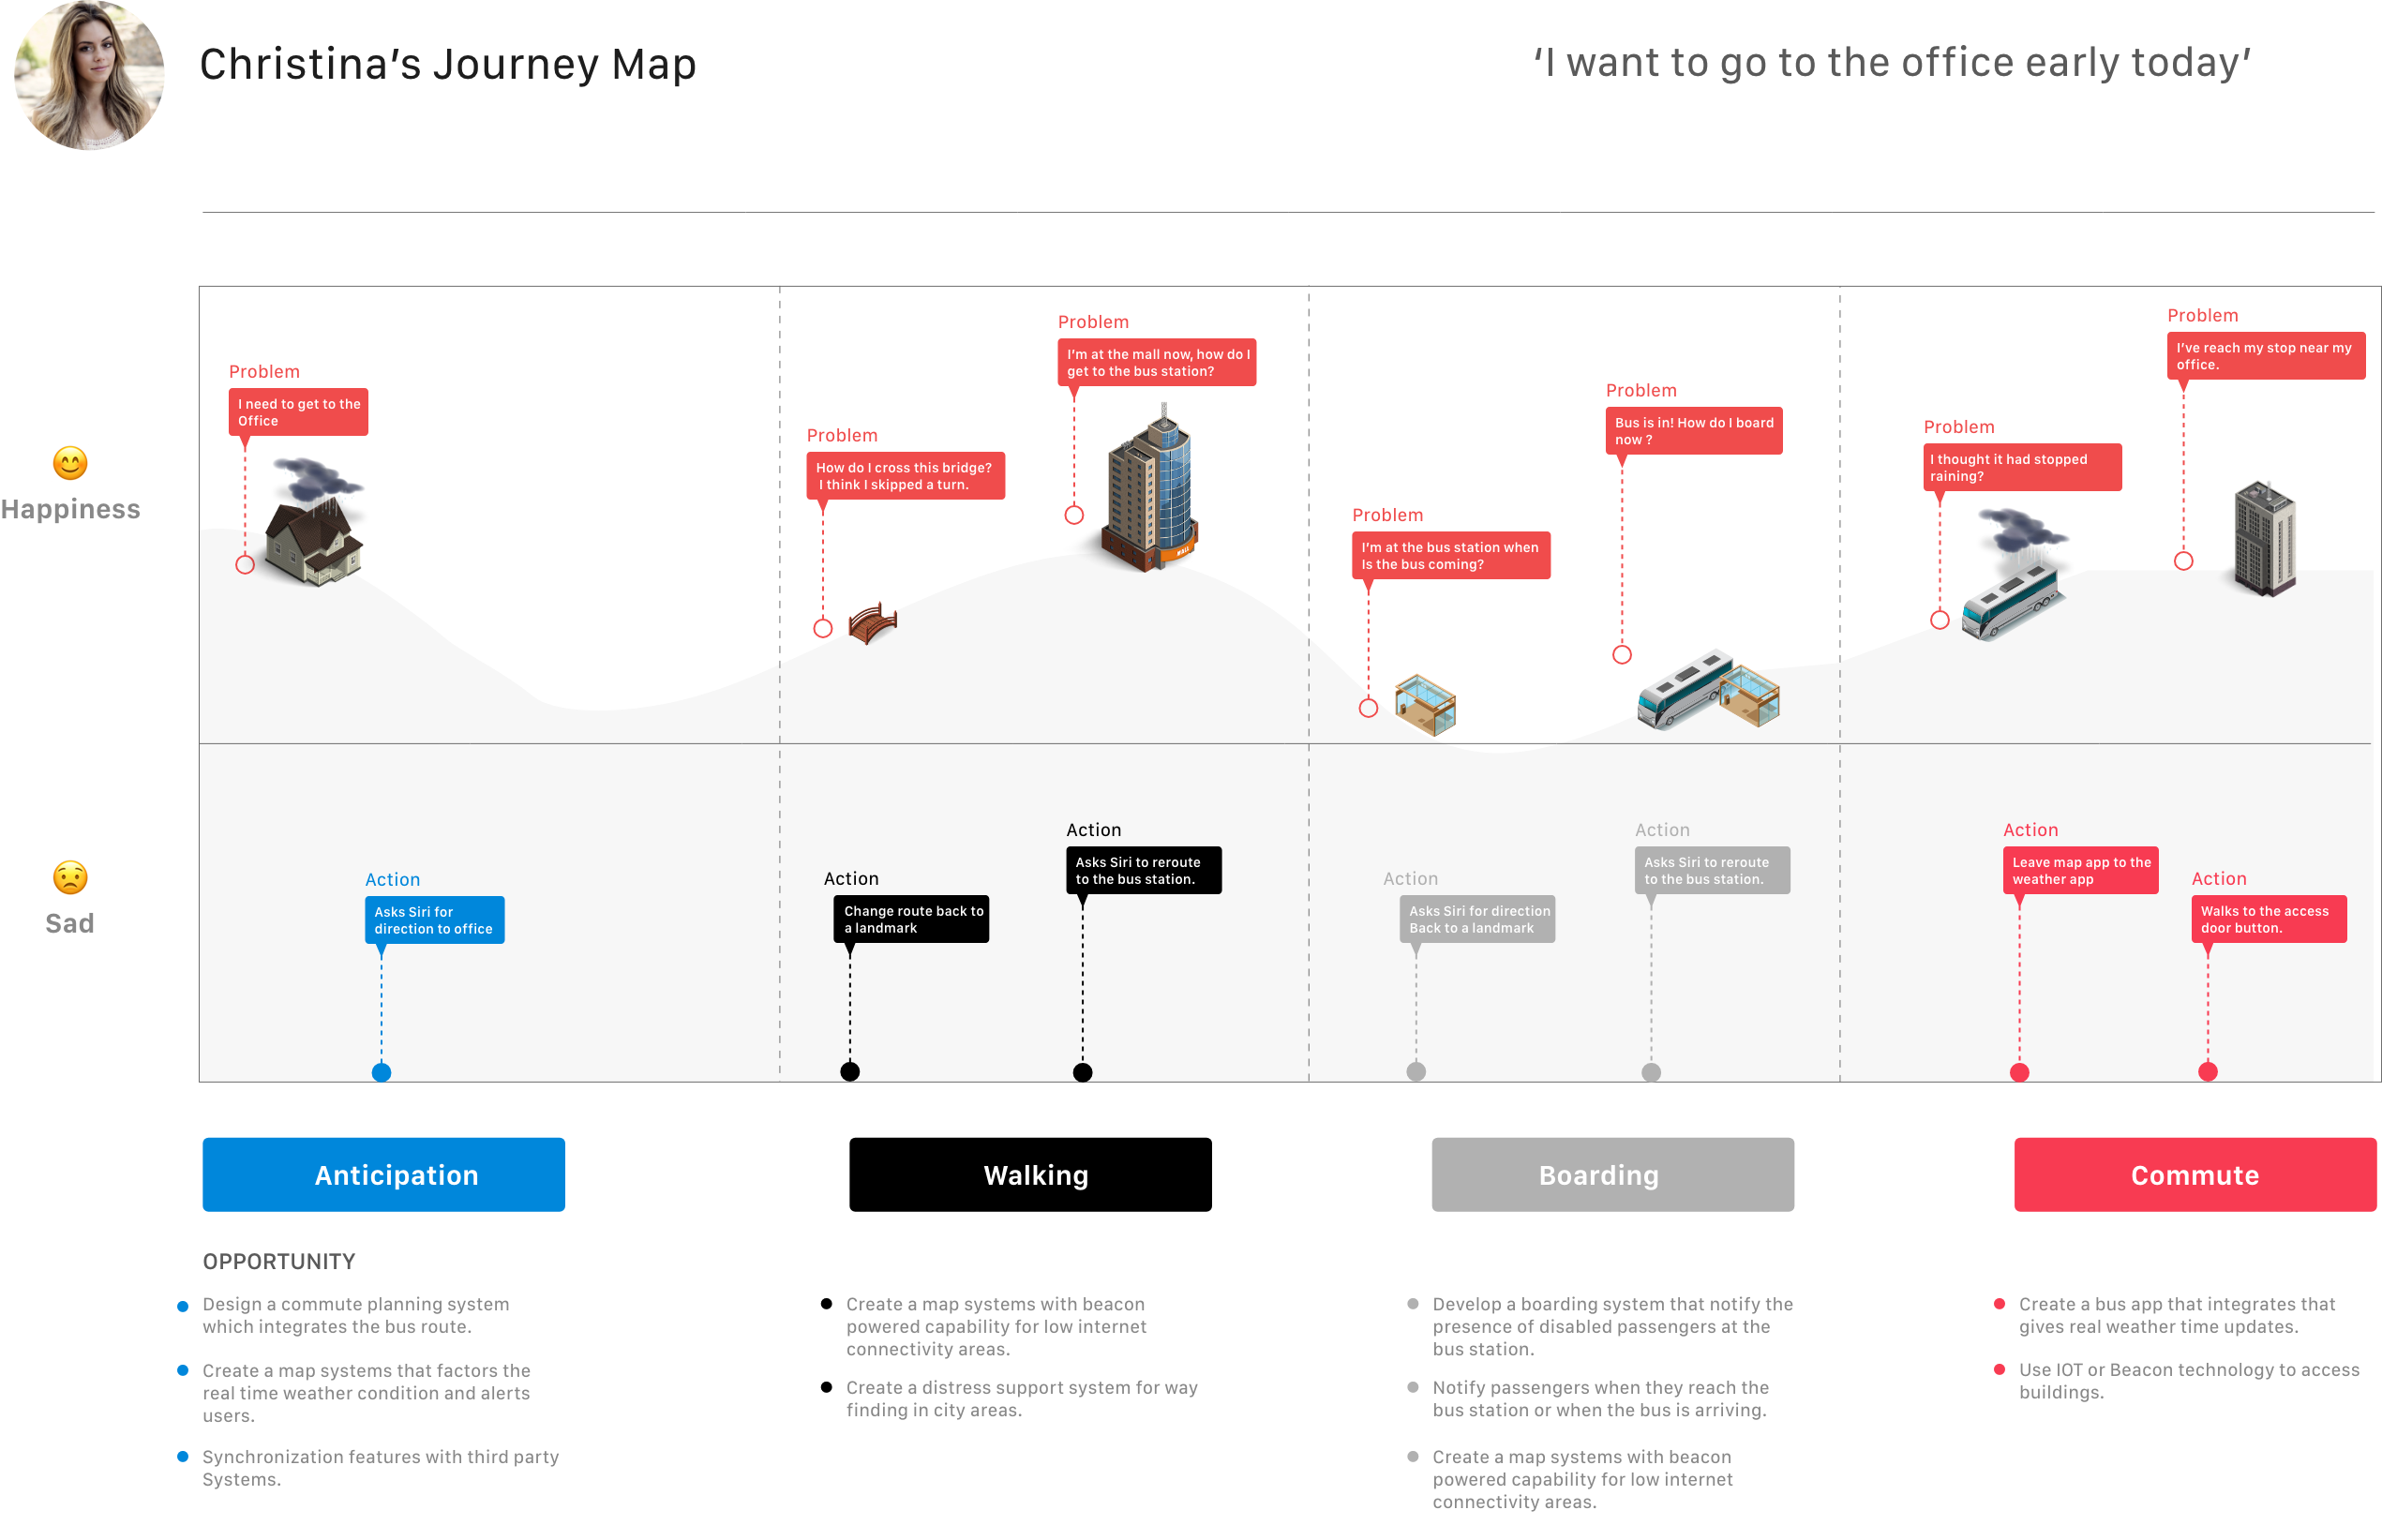 Christina’s Journey Map
‘I want to go to the office early today’
Happiness
Sad
Problem
I need to get to the
Office
Problem
How do I cross this bridge?
I think I skipped a turn.
Problem
I’m at the mall now, how do I
get to the bus station?
MALL
Problem
I’m at the bus station when
Is the bus coming?
Problem
Bus is in! How do I board
now ?
Problem
I thought it had stopped
raining?
Problem
I’ve reach my stop near my
office.
Action
Asks Siri for
direction to office
Action
Change route back to
a landmark
Action
Asks Siri to reroute
to the bus station.
Action
Asks Siri for direction
Back to a landmark
Action
Asks Siri to reroute
to the bus station.
Action
Leave map app to the
weather app
Action
Walks to the access
door button.
Anticipation
Walking
Boarding
Commute
OPPORTUNITY
Design a commute planning system
which integrates the bus route.
Create a map systems that factors the
real time weather condition and alerts
users.
Synchronization features with third party
Systems.
Create a map systems with beacon
powered capability for low internet
connectivity areas.
Create a distress support system for way
finding in city areas.
Develop a boarding system that notify the
presence of disabled passengers at the
bus station.
Notify passengers when they reach the
bus station or when the bus is arriving.
Create a map systems with beacon
powered capability for low internet
connectivity areas.
Create a bus app that integrates that
gives real weather time updates.
Use IOT or Beacon technology to access
buildings.